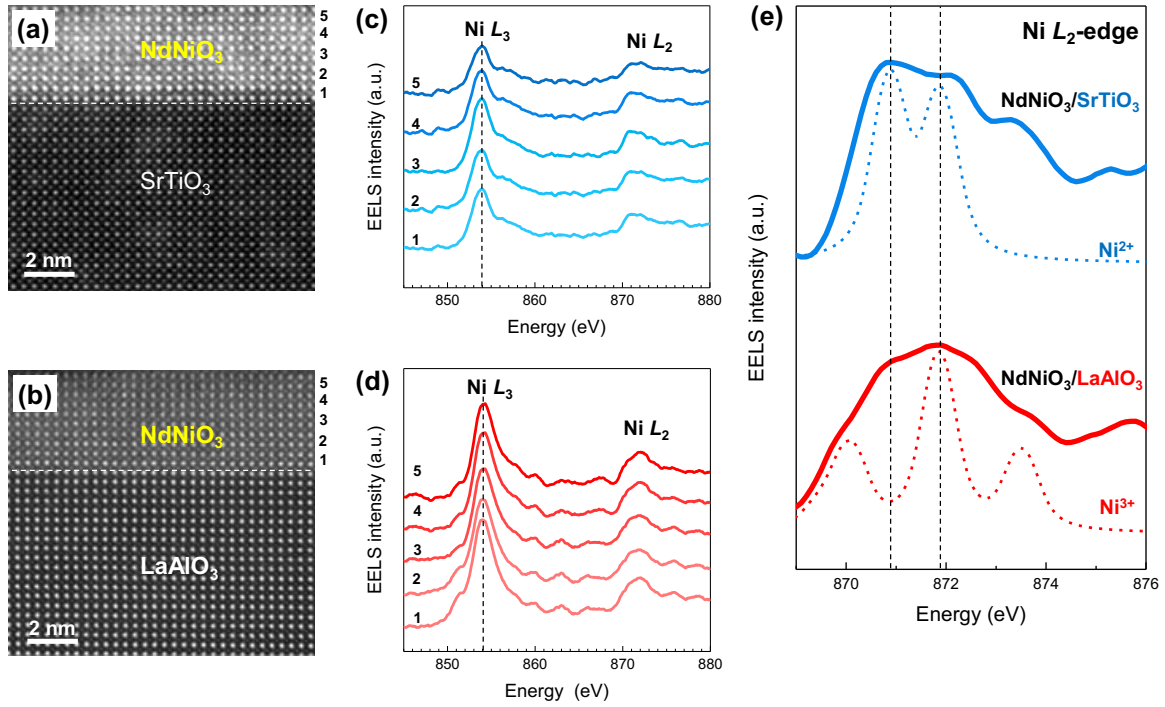 (a)
NdNiO₃
5
4
3
2
1
SrTiO₃
2 nm
(b)
NdNiO₃
5
4
3
2
1
LaAlO₃
2 nm
(c)
Ni L₃
Ni L₂
5
4
3
2
1
EELS intensity (a.u.)
850 860 870 880
Energy (eV)
(d)
Ni L₃
Ni L₂
5
4
3
2
1
EELS intensity (a.u.)
850 860 870 880
Energy (eV)
(e)
Ni L₂-edge
NdNiO₃/SrTiO₃
Ni²⁺
NdNiO₃/LaAlO₃
Ni³⁺
EELS intensity (a.u.)
870 872 874 876
Energy (eV)